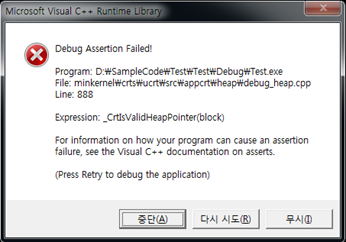 Microsoft Visual C++ Runtime Library
Debug Assertion Failed!
Program: D:₩SampleCode₩Test₩Test₩Debug₩Test.exe
File: minkernel₩crts₩ucrt₩src₩appcrt₩heap₩debug_heap.cpp
Line: 888
Expression: _CrtIsValidHeapPointer(block)
For information on how your program can cause an assertion
failure, see the Visual C++ documentation on asserts.
(Press Retry to debug the application)
중단(A) 다시 시도(R) 무시(I)